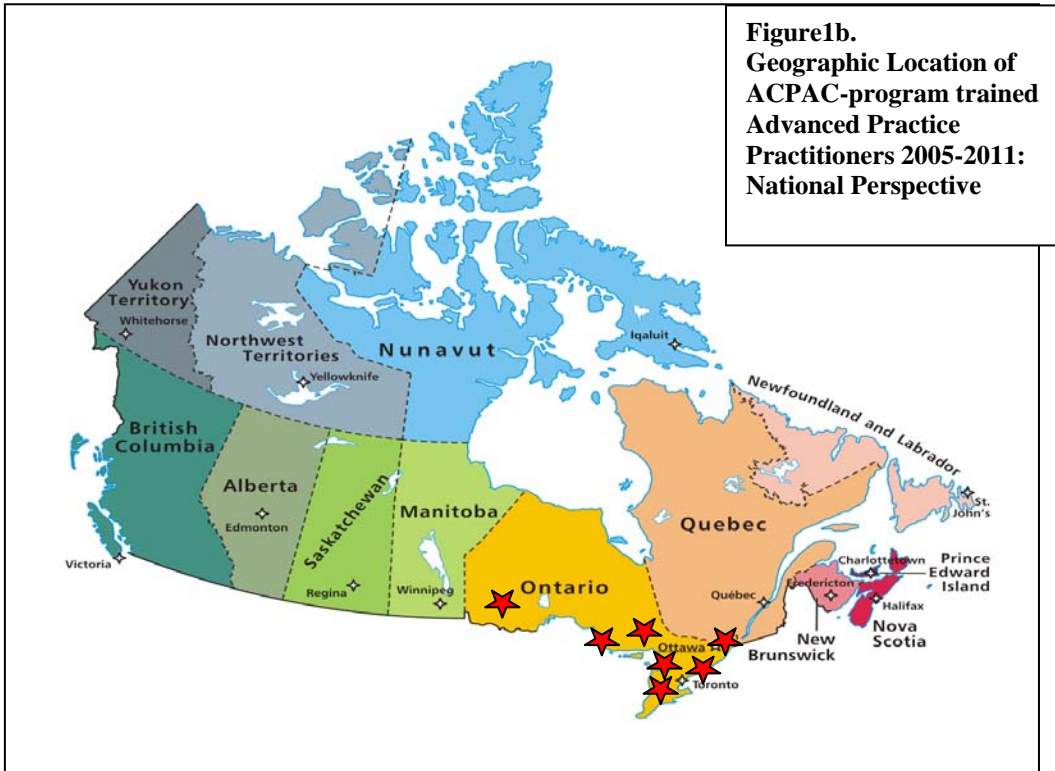 Figure1b.
Geographic Location of
ACPAC-program trained
Advanced Practice
Practitioners 2005-2011:
National Perspective
Yukon
Territory
Whitehorse
Northwest
Territories
Yellowknife
Nunavut
Iqaluit
British
Columbia
Victoria
Alberta
Edmonton
Saskatchewan
Regina
Manitoba
Winnipeg
Ontario
Ottawa
Toronto
Quebec
Québec
Newfoundland and Labrador
St.
John's
Charlottetown
Prince
Edward
Island
Fredericton
Halifax
New
Brunswick
Nova
Scotia